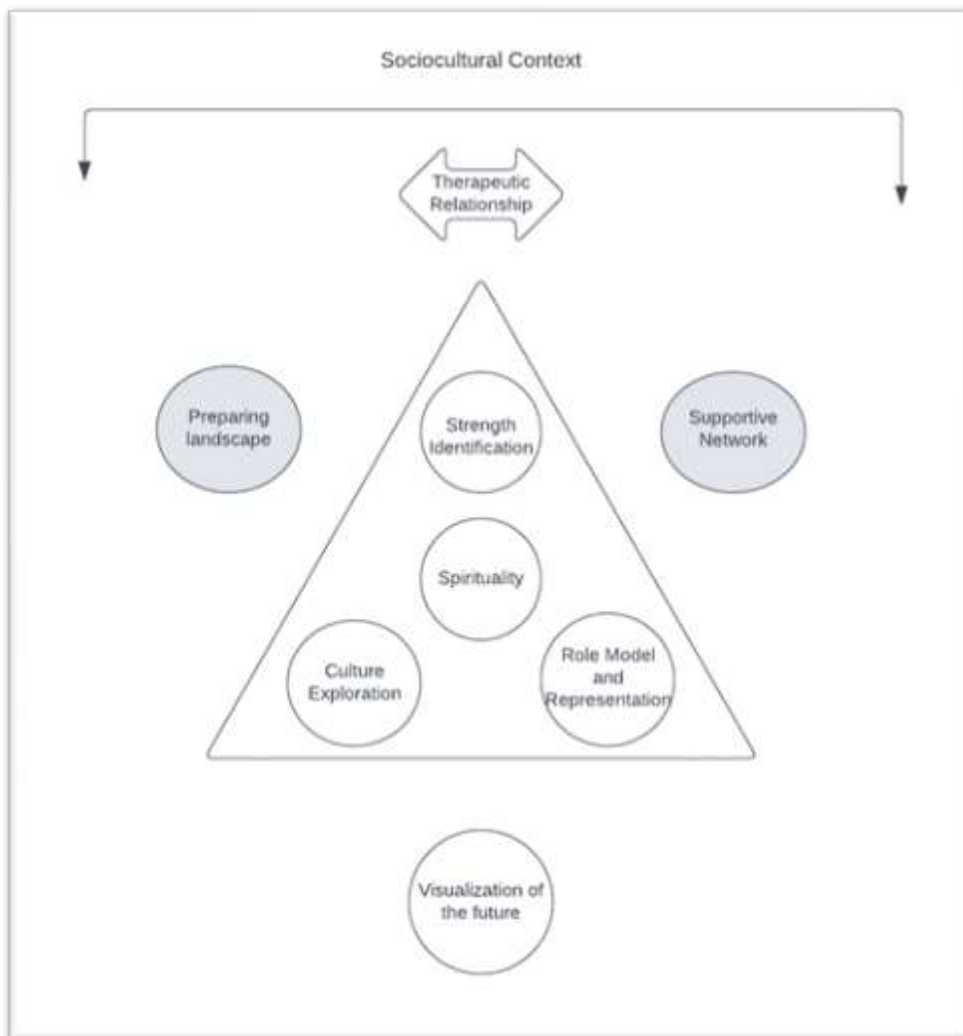 Sociocultural Context
Therapeutic
Relationship
Preparing
landscape
Strength
Identification
Supportive
Network
Spirituality
Culture
Exploration
Role Model
and
Representation
Visualization of
the future